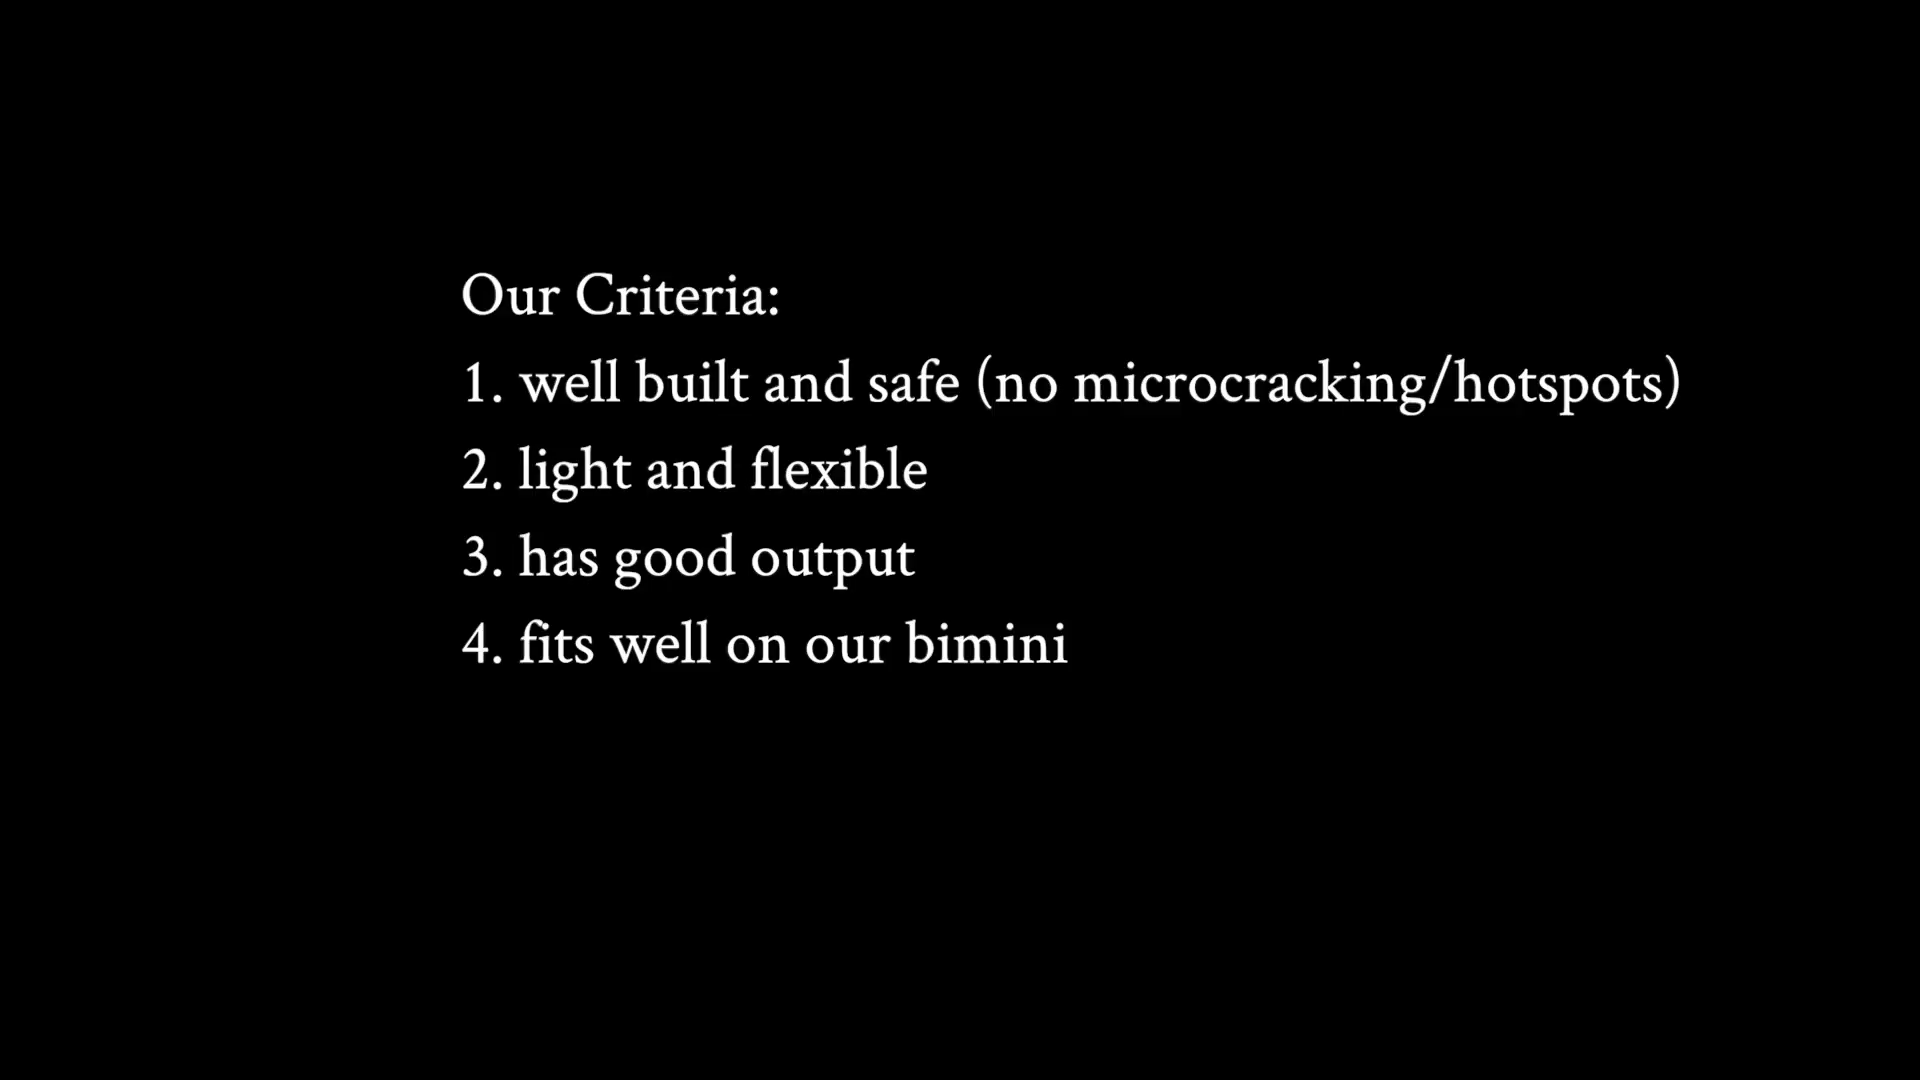 Our Criteria:
1. well built and safe (no microcracking/hotspots)
2. light and flexible
3. has good output
4. fits well on our bimini